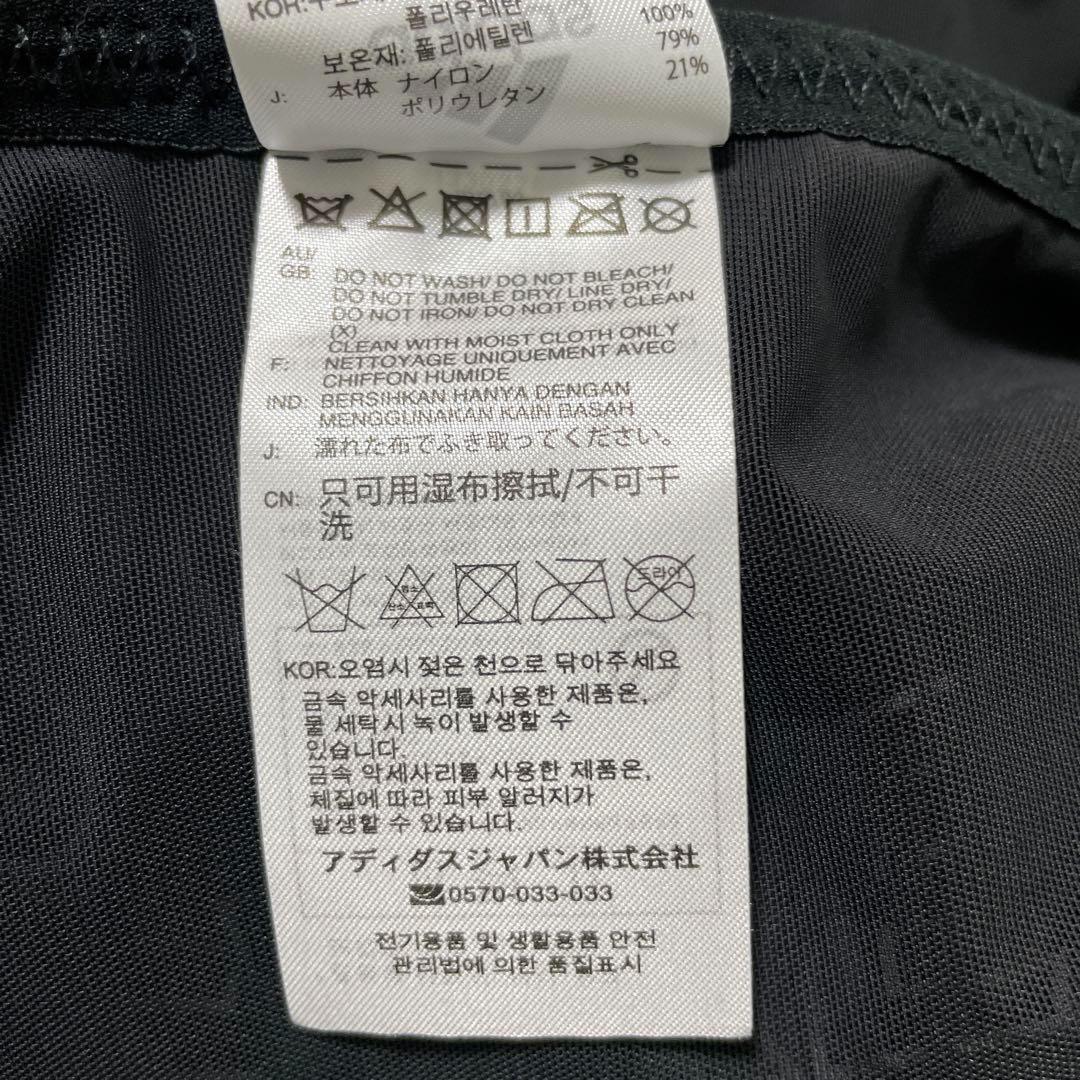 KOR:
폴리우레탄 100%
보온재: 폴리에틸렌 79%
J: 本体 ナイロン 21%
ポリウレタン
AU/
GB: DO NOT WASH/ DO NOT BLEACH/
DO NOT TUMBLE DRY/ LINE DRY/
DO NOT IRON/ DO NOT DRY CLEAN
(X)
CLEAN WITH MOIST CLOTH ONLY
F: NETTOYAGE UNIQUEMENT AVEC
CHIFFON HUMIDE
IND: BERSIHKAN HANYA DENGAN
MENGGUNAKAN KAIN BASAH
J: 濡れた布でふき取ってください。
CN: 只可用湿布擦拭/不可干
洗
염소
산소 표백
드라이
KOR:오염시 젖은 천으로 닦아주세요
금속 악세사리를 사용한 제품은,
물 세탁시 녹이 발생할 수
있습니다.
금속 악세사리를 사용한 제품은,
체질에 따라 피부 알러지가
발생할 수 있습니다.
アディダスジャパン株式会社
0570-033-033
전기용품 및 생활용품 안전
관리법에 의한 품질표시